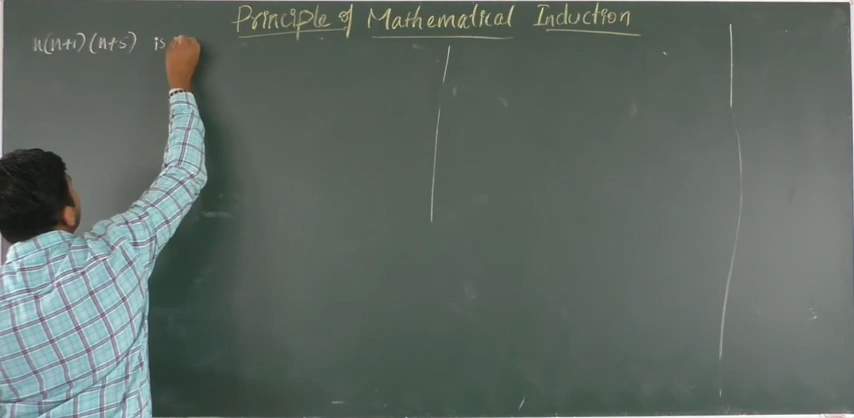 Principle of Mathematical Induction
n(n+1)(n+5) is